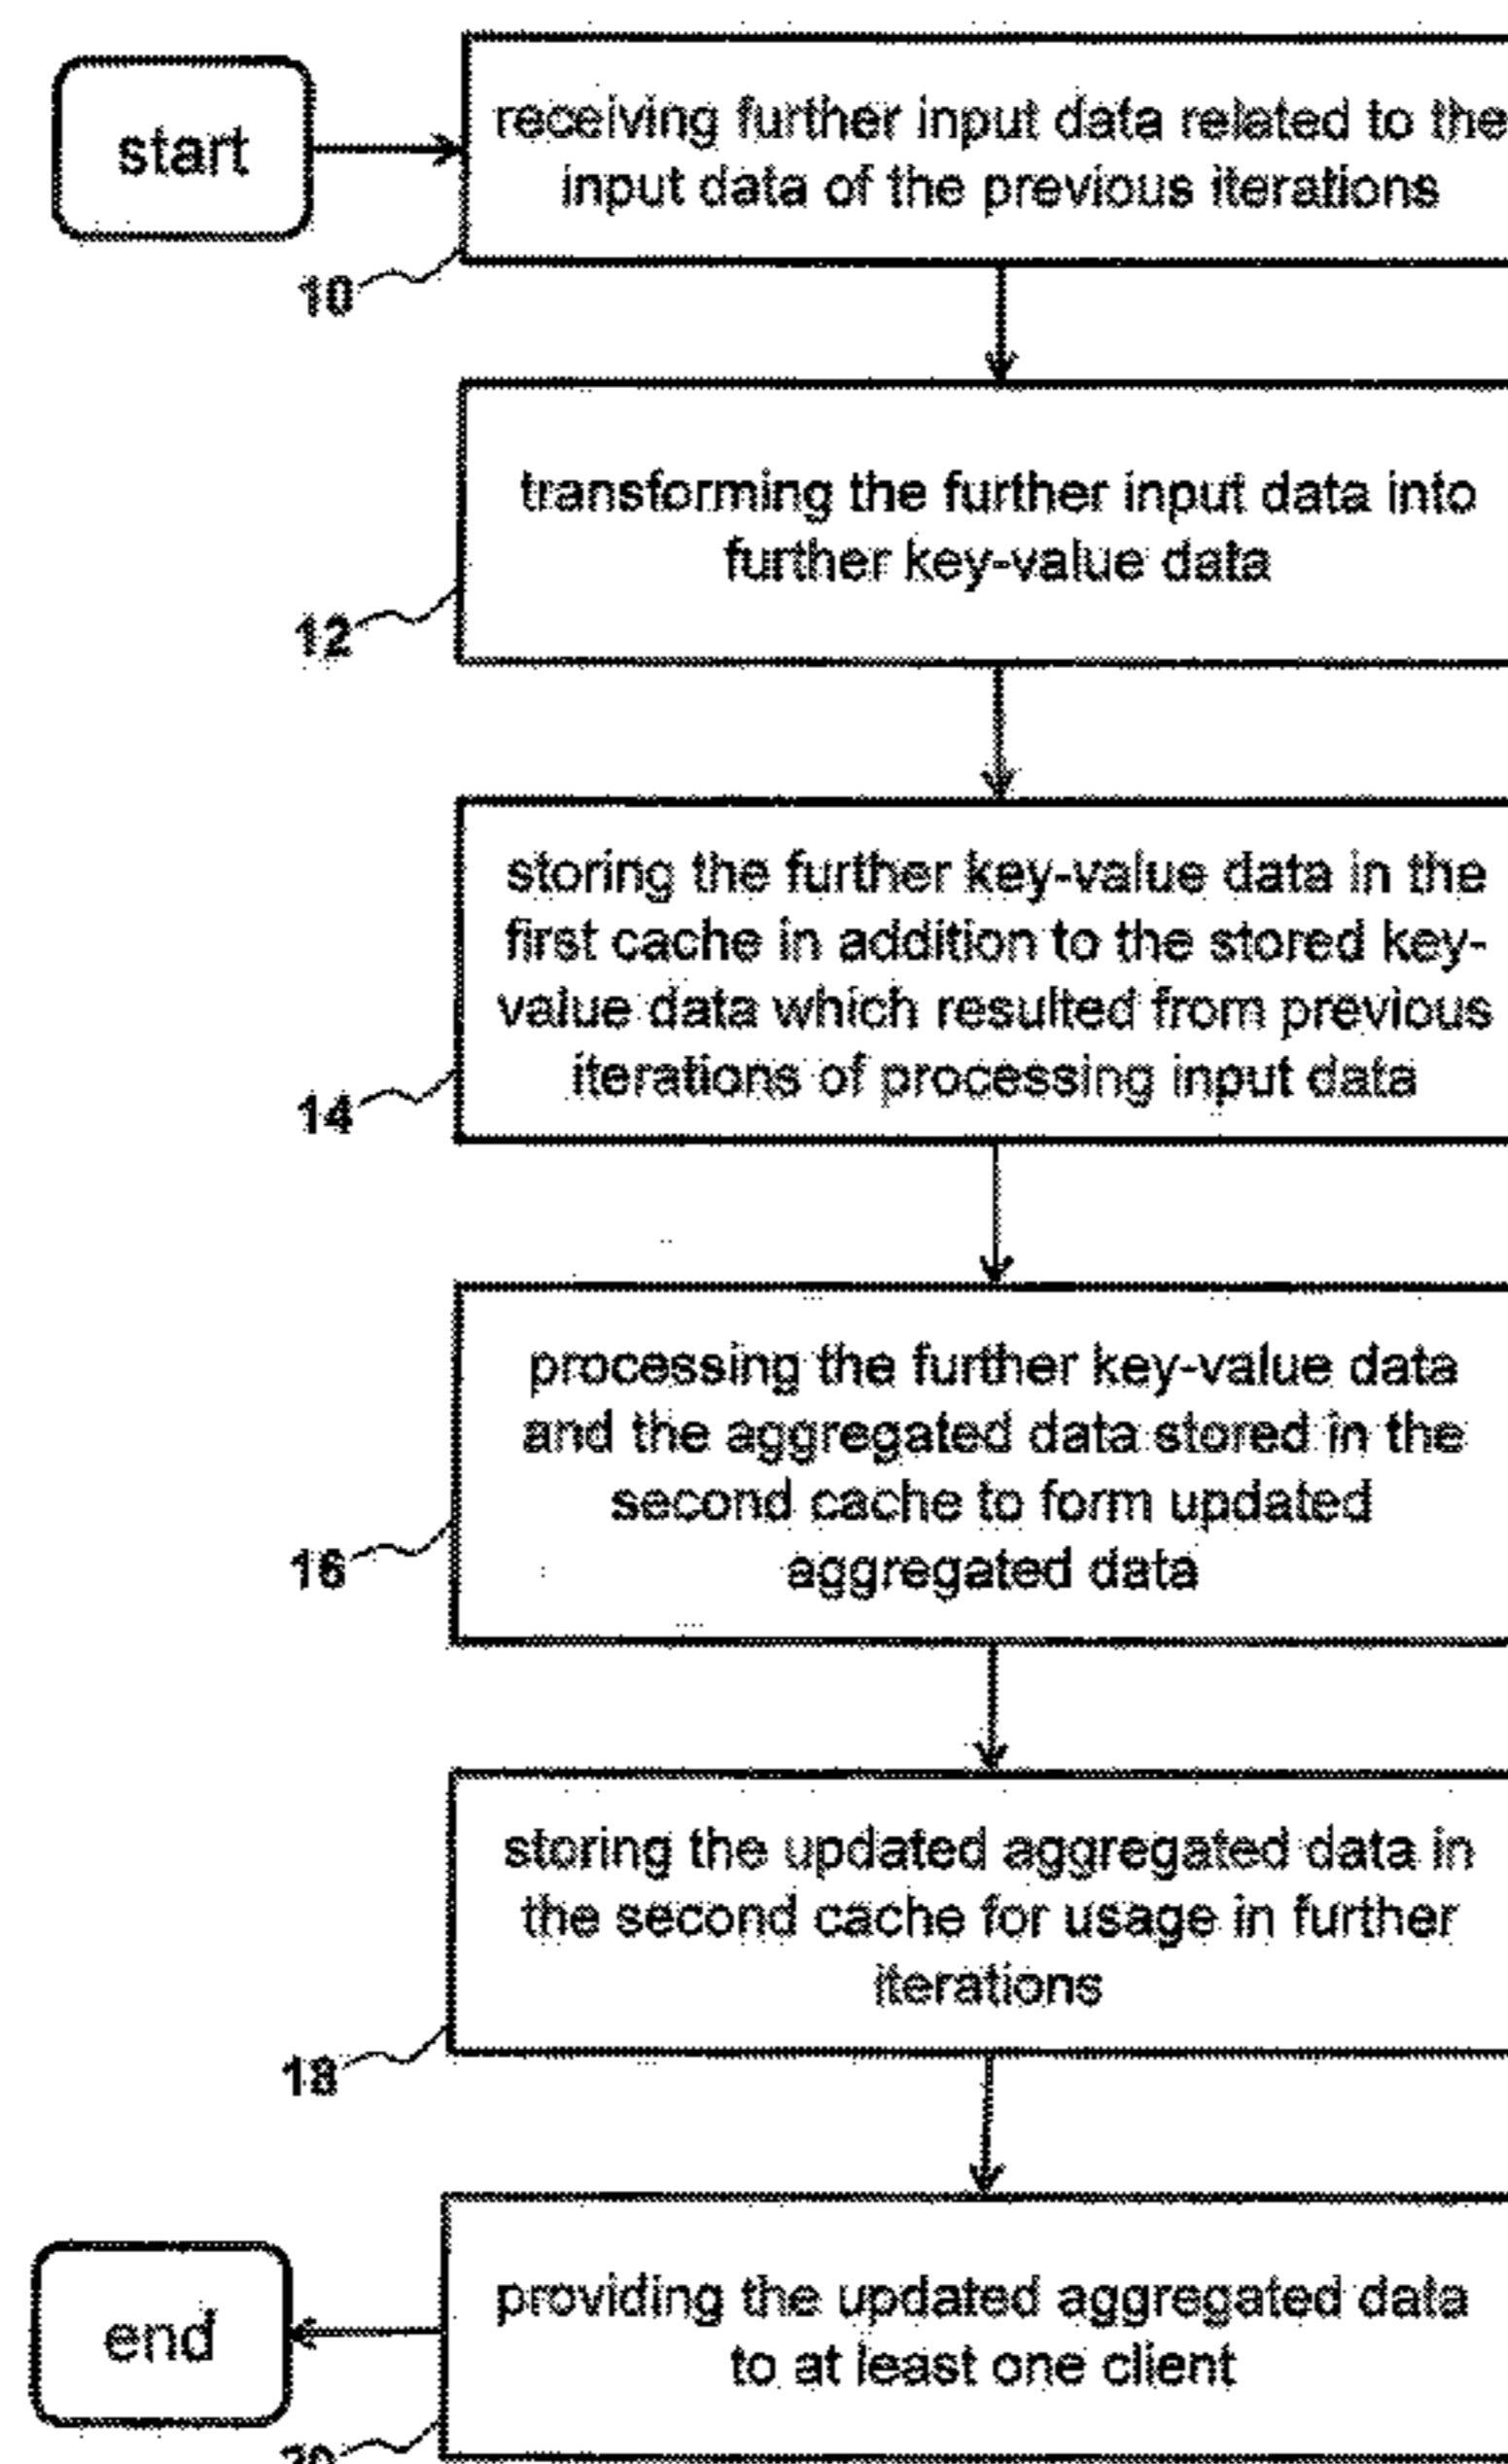 start
receiving further input data related to the
input data of the previous iterations
10
transforming the further input data into
further key-value data
12
storing the further key-value data in the
first cache in addition to the stored key-
value data which resulted from previous
iterations of processing input data
14
processing the further key-value data
and the aggregated data stored in the
second cache to form updated
aggregated data
16
storing the updated aggregated data in
the second cache for usage in further
iterations
18
providing the updated aggregated data
to at least one client
end
20